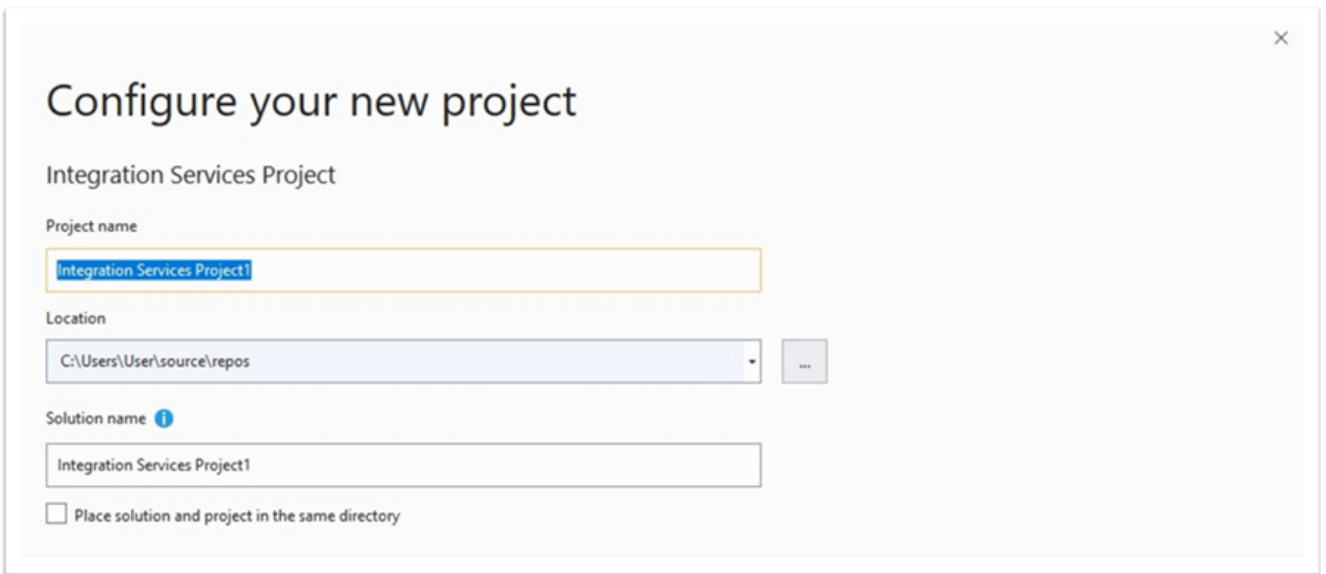 Configure your new project
Integration Services Project
Project name
Integration Services Project1
Location
C:\Users\User\source\repos
...
Solution name
Integration Services Project1
Place solution and project in the same directory